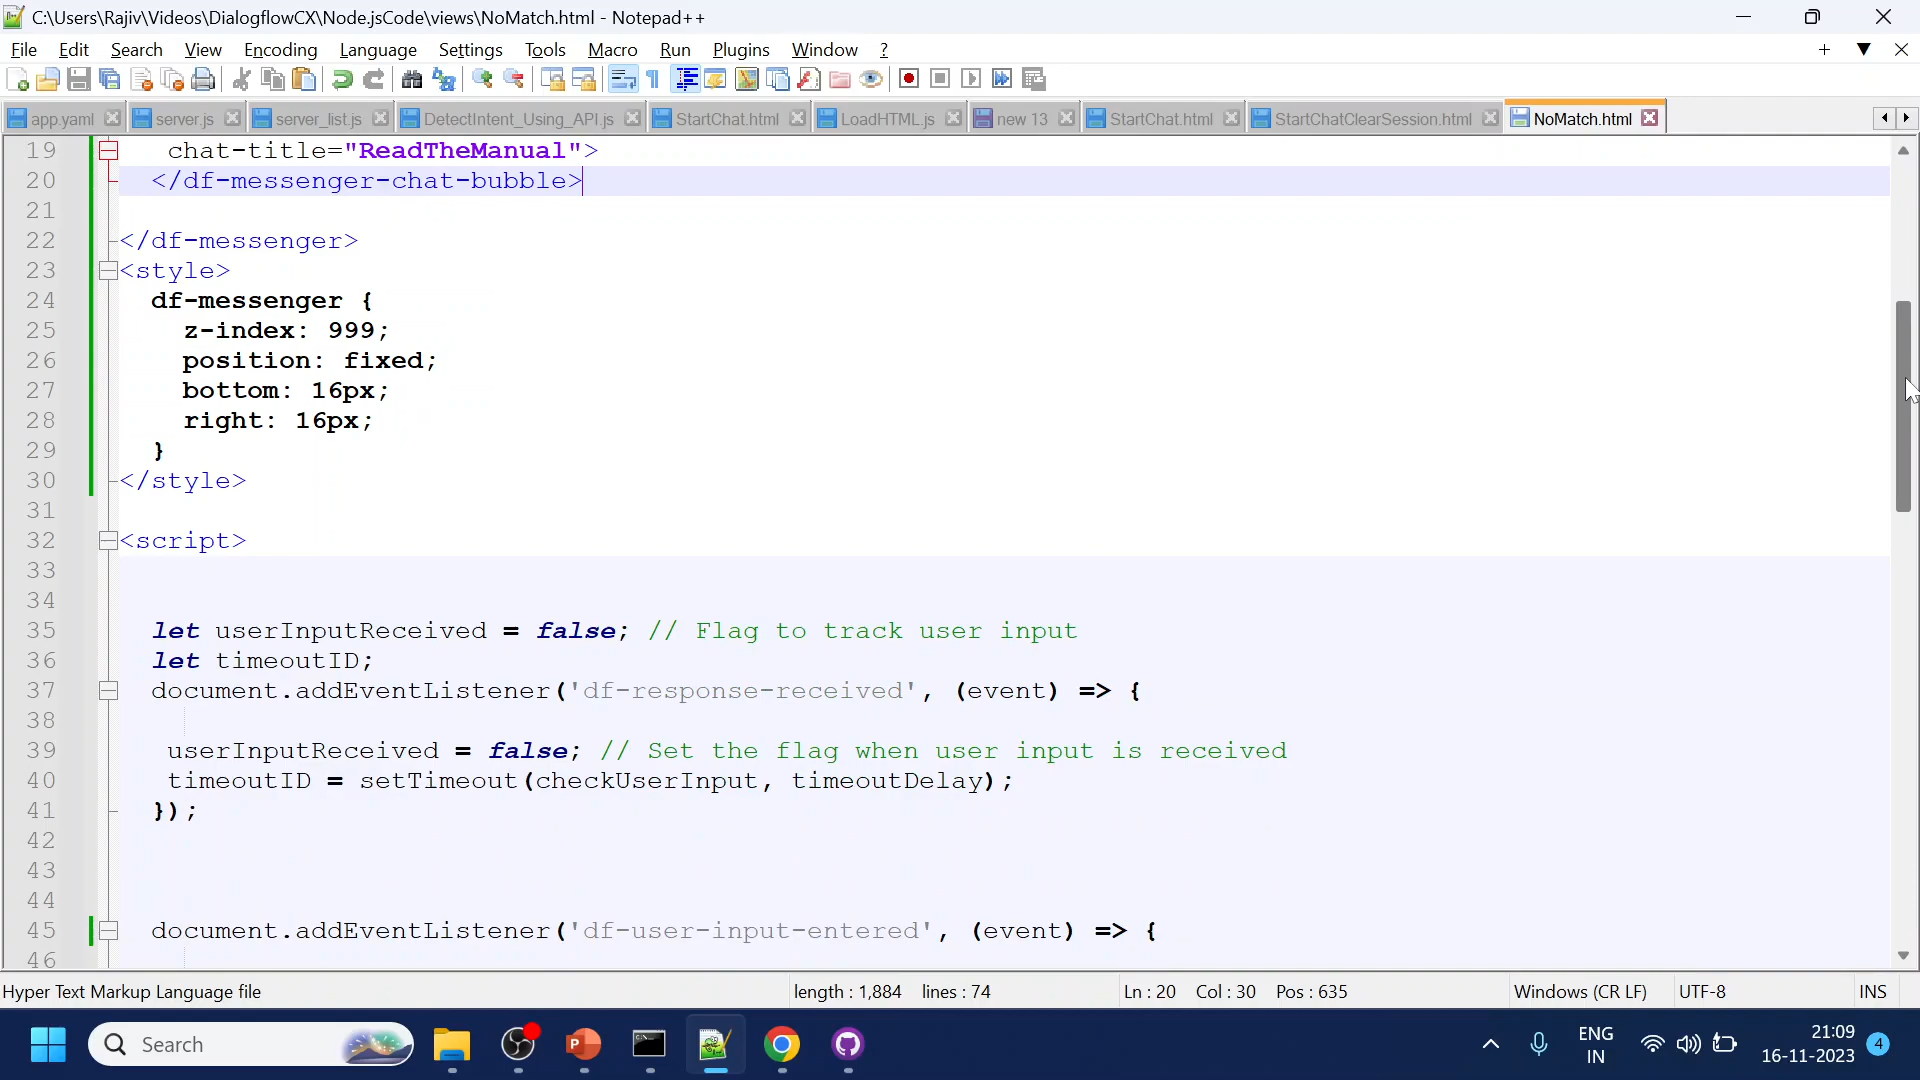 C:\Users\Rajiv\Videos\DialogflowCX\Node.jsCode\views\NoMatch.html - Notepad++
File Edit Search View Encoding Language Settings Tools Macro Run Plugins Window ?
app.yaml server.js server_list.js DetectIntent_Using_API.js StartChat.html LoadHTML.js new 13 StartChat.html StartChatClearSession.html NoMatch.html
19 chat-title="ReadTheManual">
20 </df-messenger-chat-bubble>
21
22 </df-messenger>
23 <style>
24 df-messenger {
25 z-index: 999;
26 position: fixed;
27 bottom: 16px;
28 right: 16px;
29 }
30 </style>
31
32 <script>
33
34
35 let userInputReceived = false; // Flag to track user input
36 let timeoutID;
37 document.addEventListener('df-response-received', (event) => {
38
39 userInputReceived = false; // Set the flag when user input is received
40 timeoutID = setTimeout(checkUserInput, timeoutDelay);
41 });
42
43
44
45 document.addEventListener('df-user-input-entered', (event) => {
46
Hyper Text Markup Language file length : 1,884 lines : 74 Ln : 20 Col : 30 Pos : 635 Windows (CR LF) UTF-8 INS
Search ENG IN 21:09 16-11-2023 4